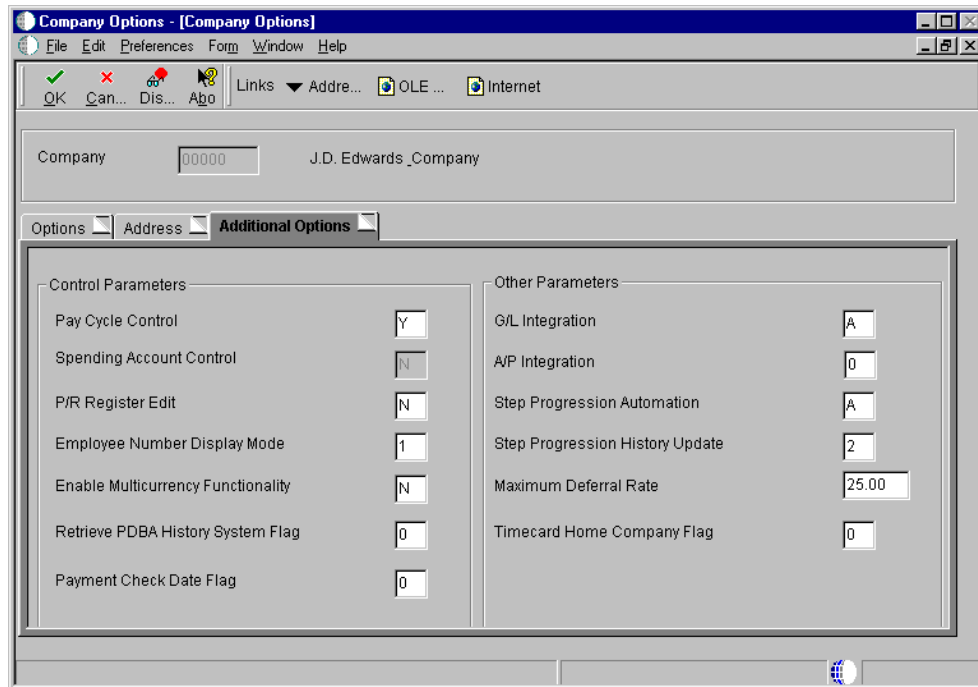 Company Options - [Company Options]
File Edit Preferences Form Window Help
OK Can... Dis... Abo Links Addre... OLE ... Internet
Company 00000 J.D. Edwards _Company
Options Address Additional Options
Control Parameters
Pay Cycle Control Y
Spending Account Control N
P/R Register Edit N
Employee Number Display Mode 1
Enable Multicurrency Functionality N
Retrieve PDBA History System Flag 0
Payment Check Date Flag 0
Other Parameters
G/L Integration A
A/P Integration 0
Step Progression Automation A
Step Progression History Update 2
Maximum Deferral Rate 25.00
Timecard Home Company Flag 0